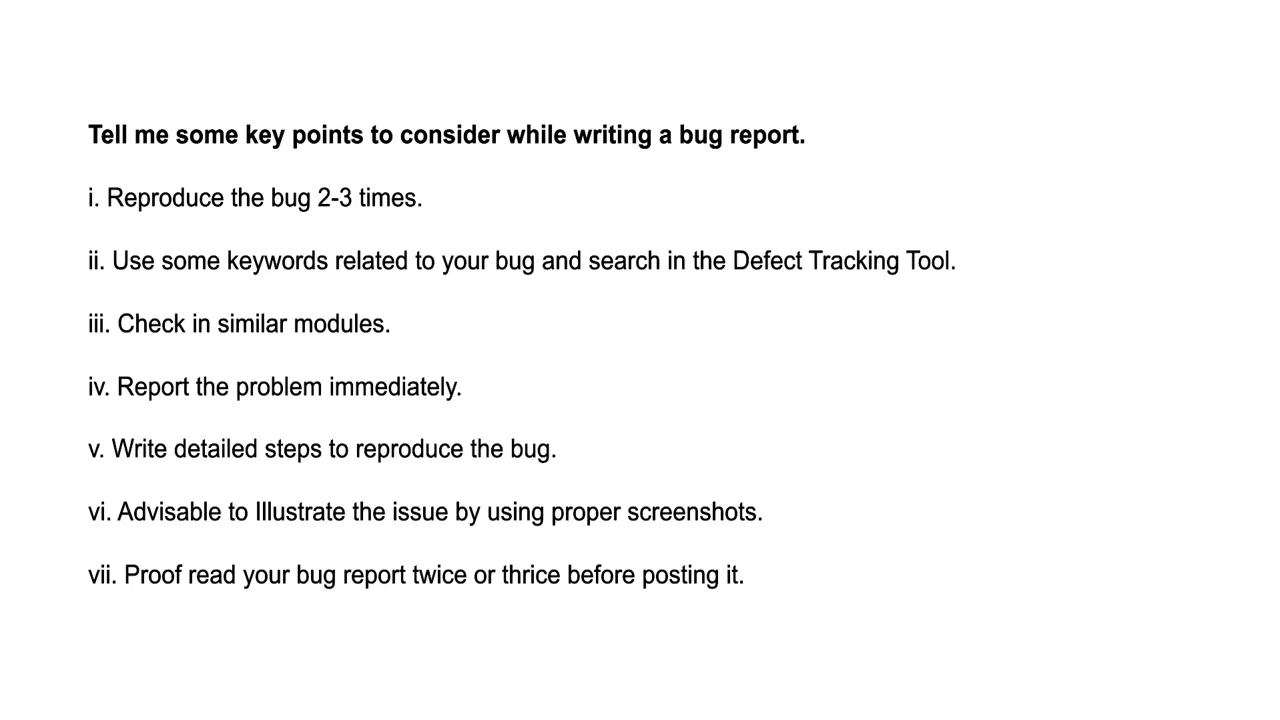 Tell me some key points to consider while writing a bug report.
i. Reproduce the bug 2-3 times.
ii. Use some keywords related to your bug and search in the Defect Tracking Tool.
iii. Check in similar modules.
iv. Report the problem immediately.
v. Write detailed steps to reproduce the bug.
vi. Advisable to Illustrate the issue by using proper screenshots.
vii. Proof read your bug report twice or thrice before posting it.